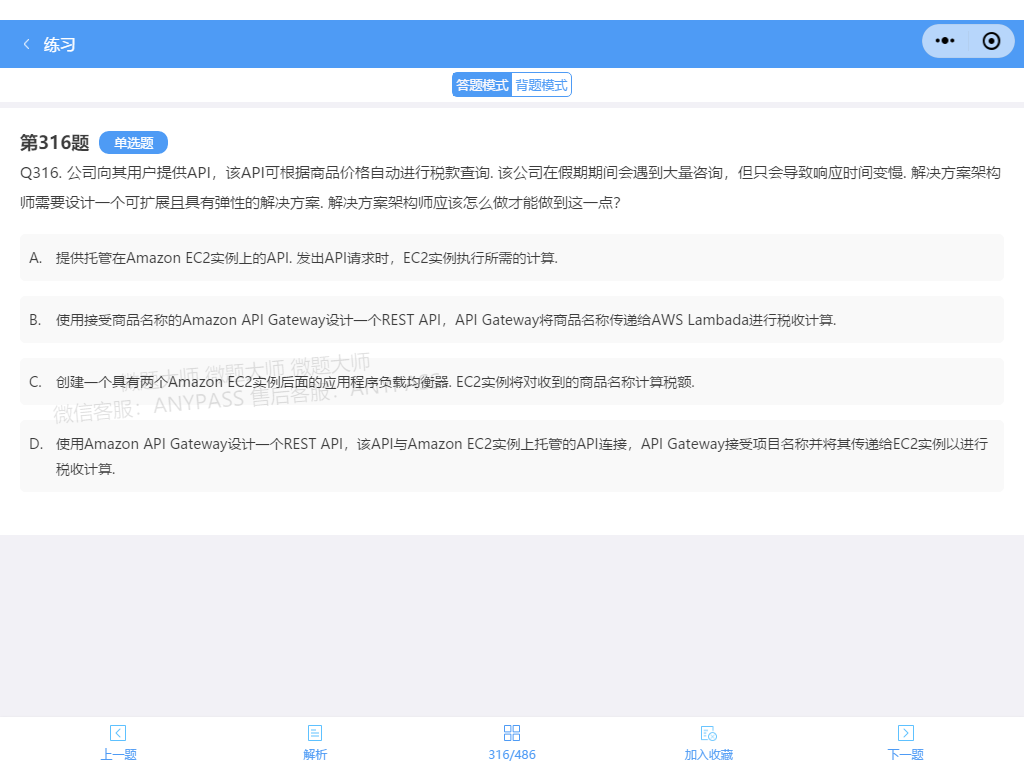 练习
答题模式 背题模式
第316题 单选题
Q316. 公司向其用户提供API，该API可根据商品价格自动进行税款查询. 该公司在假期期间会遇到大量咨询，但只会导致响应时间变慢. 解决方案架构
师需要设计一个可扩展且具有弹性的解决方案. 解决方案架构师应该怎么做才能做到这一点?
A. 提供托管在Amazon EC2实例上的API. 发出API请求时，EC2实例执行所需的计算.
B. 使用接受商品名称的Amazon API Gateway设计一个REST API，API Gateway将商品名称传递给AWS Lambada进行税收计算.
微题大师 微题大师 微题大师
C. 创建一个具有两个Amazon EC2实例后面的应用程序负载均衡器. EC2实例将对收到的商品名称计算税额.
微信客服：ANYPASS 售后客服：ANYPASS
D. 使用Amazon API Gateway设计一个REST API，该API与Amazon EC2实例上托管的API连接，API Gateway接受项目名称并将其传递给EC2实例以进行
税收计算.
上一题 解析 316/486 加入收藏 下一题